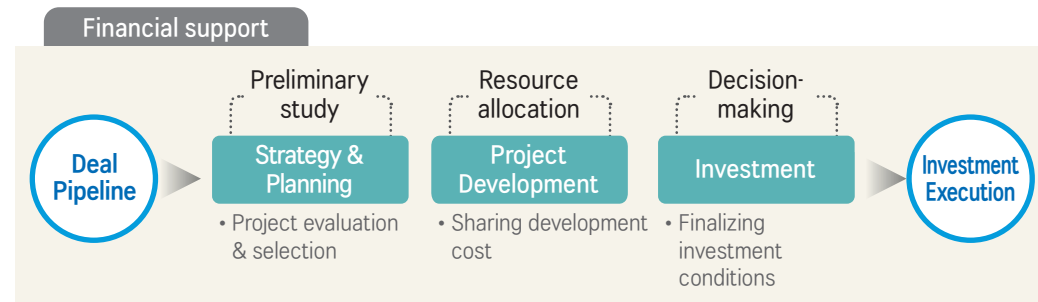 Financial support
Deal
Pipeline
Preliminary
study
Strategy &
Planning
• Project evaluation
& selection
Resource
allocation
Project
Development
• Sharing development
cost
Decision-
making
Investment
• Finalizing
investment
conditions
Investment
Execution